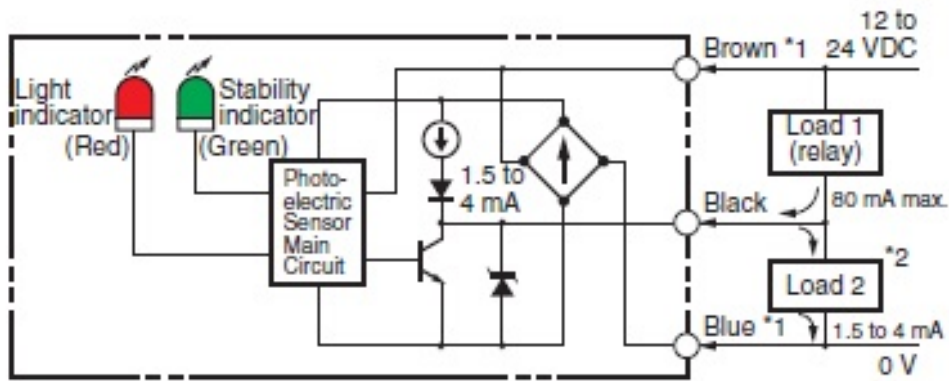 Light
indicator
(Red)
Stability
indicator
(Green)
Photo-
electric
Sensor
Main
Circuit
1.5 to
4 mA
Brown *1
12 to
24 VDC
Load 1
(relay)
80 mA max.
Black
*2
Load 2
Blue *1
1.5 to 4 mA
0 V